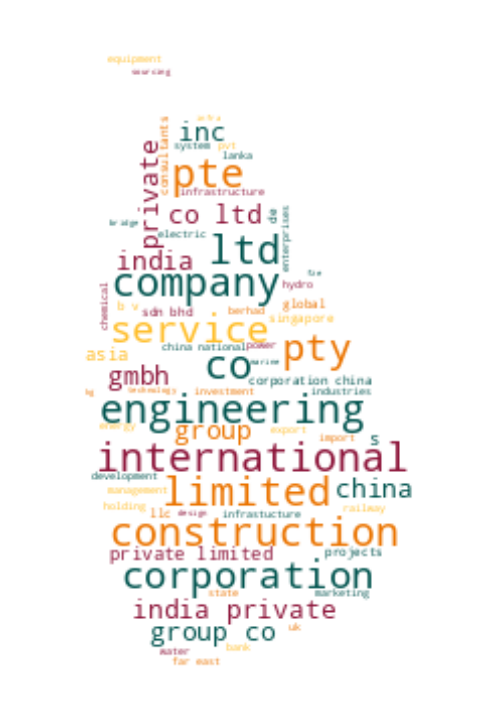 equipment
sourcing
infra
inc
consultants
system pvt
lanka
private
pte
infrastructure
co ltd
de
enterprises
bridge
electric
ltd
india
company
tie
hydro
chemical
b v
sdn bhd
berhad
global
singapore
service
china national
power
pty
asia
co
marine
gmbh
corporation china
kg
technology
investment
industries
engineering
energy
group
export
import
s
international
development
management
limited
china
holding
llc
design
infrastucture
railway
construction
private limited
projects
corporation
state
marketing
india private
group co
uk
water
bank
far east